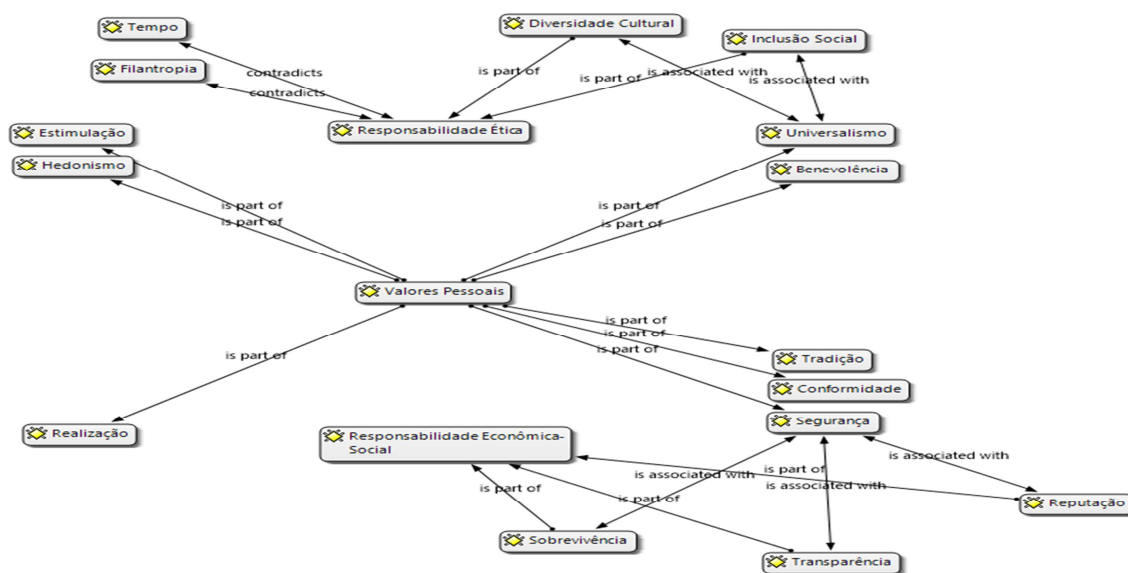 Tempo
Diversidade Cultural
Inclusão Social
Filantropia
contradicts
is part of
is part of
is associated with
is associated with
contradicts
Estimulação
Responsabilidade Ética
Universalismo
Hedonismo
Benevolência
is part of
is part of
is part of
is part of
Valores Pessoais
is part of
is part of
is part of
is part of
Tradição
Conformidade
Realização
Segurança
Responsabilidade Econômica-
Social
is associated with
is part of
is associated with
is associated with
is part of
is part of
Reputação
Sobrevivência
Transparência